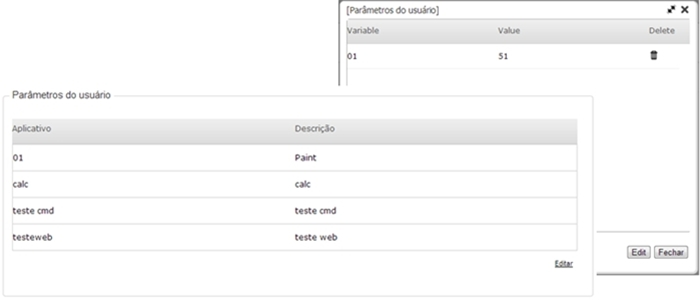 [Parâmetros do usuário]
Variable Value Delete
01 51
Edit Fechar
Parâmetros do usuário
Aplicativo Descrição
01 Paint
calc calc
teste cmd teste cmd
testeweb teste web
Editar